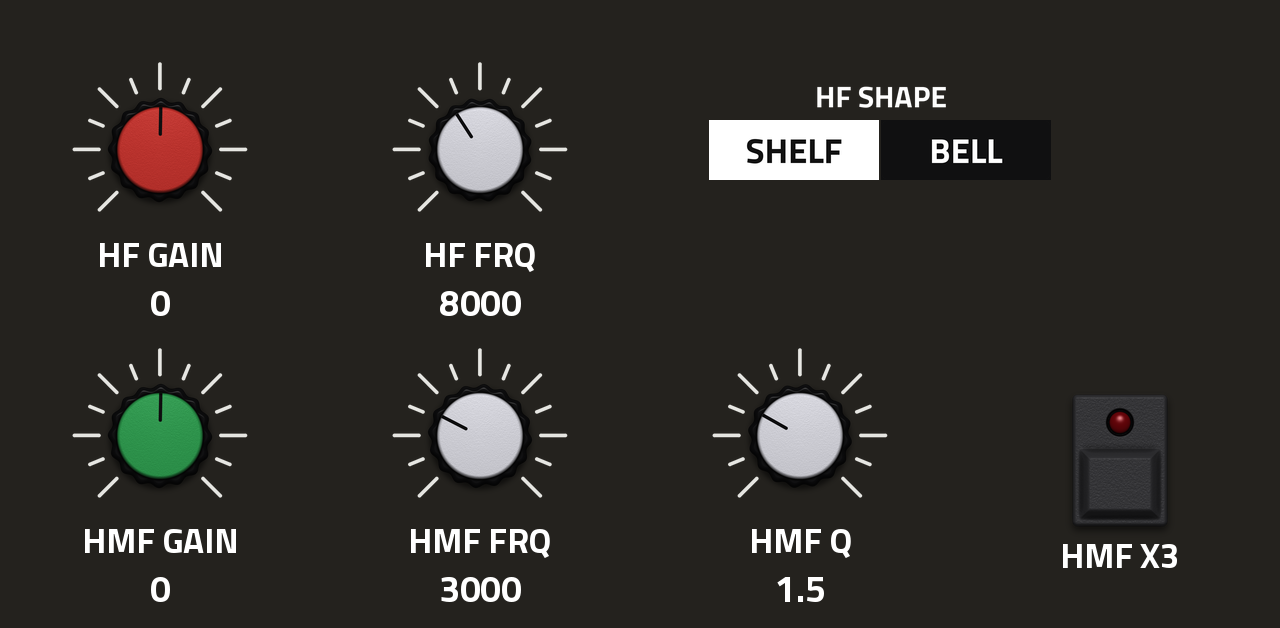 HF SHAPE
SHELF BELL
HF GAIN HF FRQ
0 8000
HMF GAIN HMF FRQ HMF Q HMF X3
0 3000 1.5